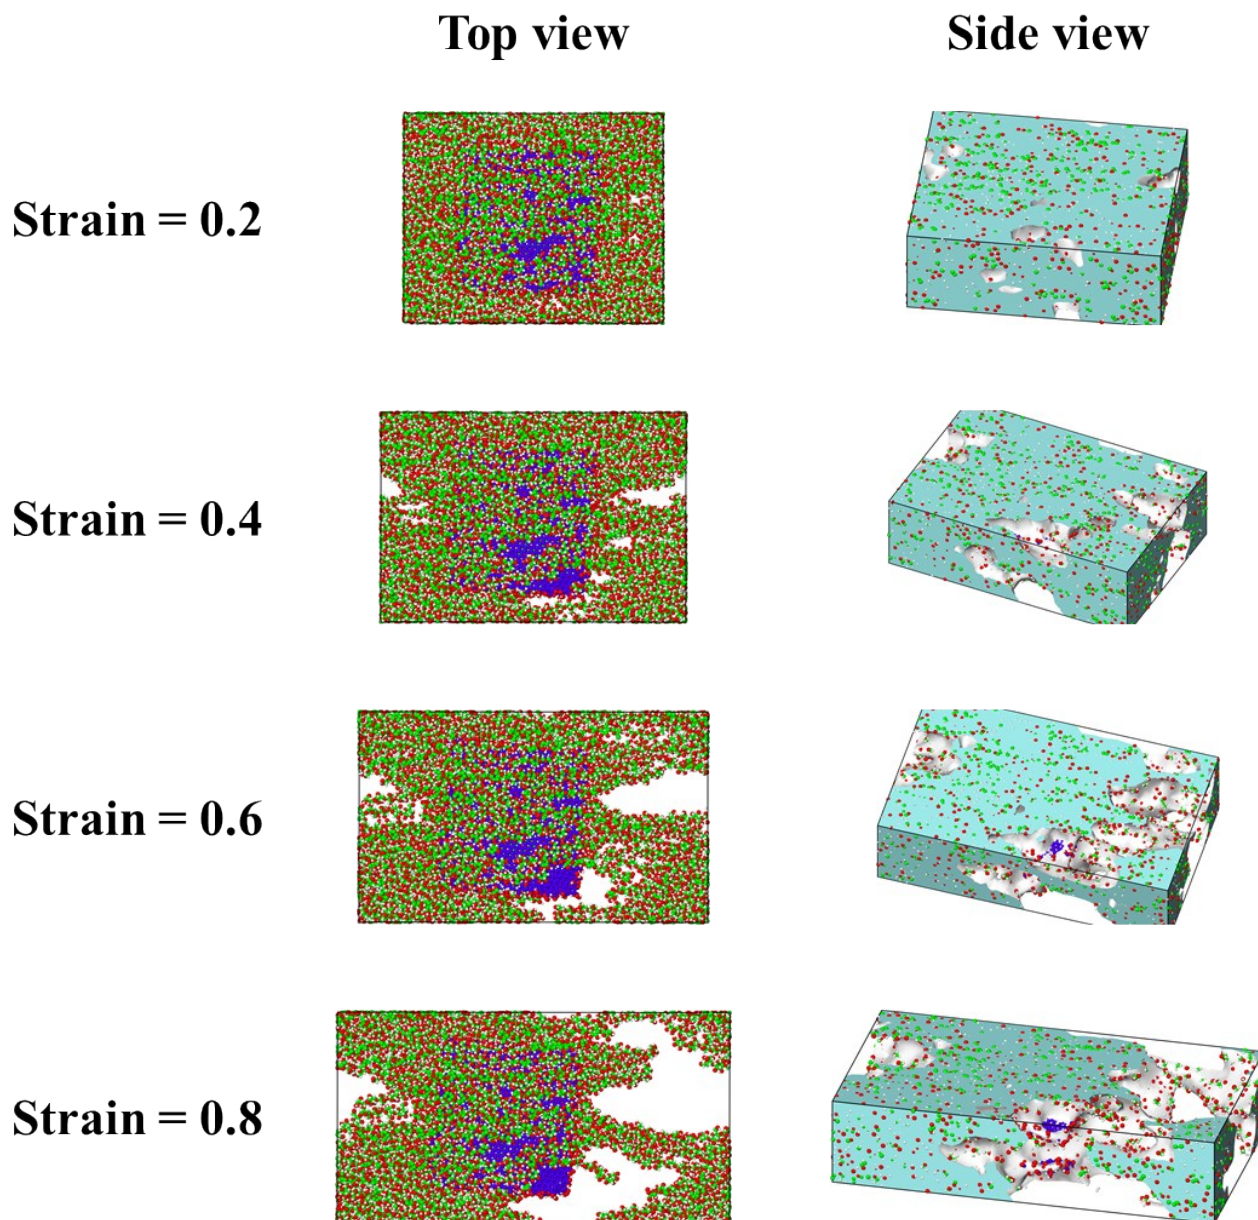 Top view Side view
Strain = 0.2
Strain = 0.4
Strain = 0.6
Strain = 0.8